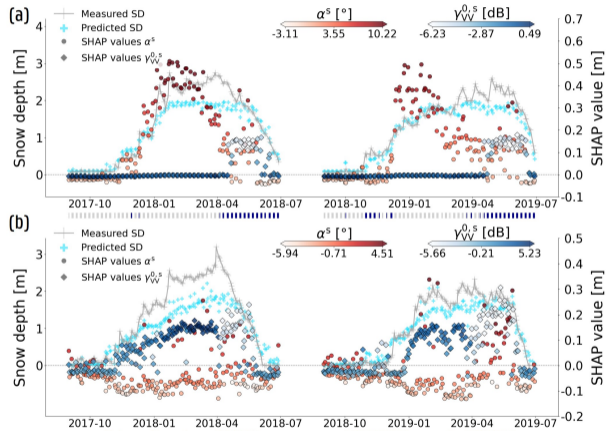 (a)
Measured SD
Predicted SD
SHAP values αˢ
SHAP values γ⁰·ˢVV
αˢ [°]
-3.11 3.55 10.22
γ⁰·ˢVV [dB]
-6.23 -2.87 0.49
Snow depth [m]
4
3
2
1
0
SHAP value [m]
0.7
0.6
0.5
0.4
0.3
0.2
0.1
0.0
-0.1
2017-10 2018-01 2018-04 2018-07 2018-10 2019-01 2019-04 2019-07
(b)
Measured SD
Predicted SD
SHAP values αˢ
SHAP values γ⁰·ˢVV
αˢ [°]
-5.94 -0.71 4.51
γ⁰·ˢVV [dB]
-5.66 -0.21 5.23
Snow depth [m]
3
2
1
0
SHAP value [m]
0.5
0.4
0.3
0.2
0.1
0.0
-0.1
-0.2
2017-10 2018-01 2018-04 2018-07 2018-10 2019-01 2019-04 2019-07